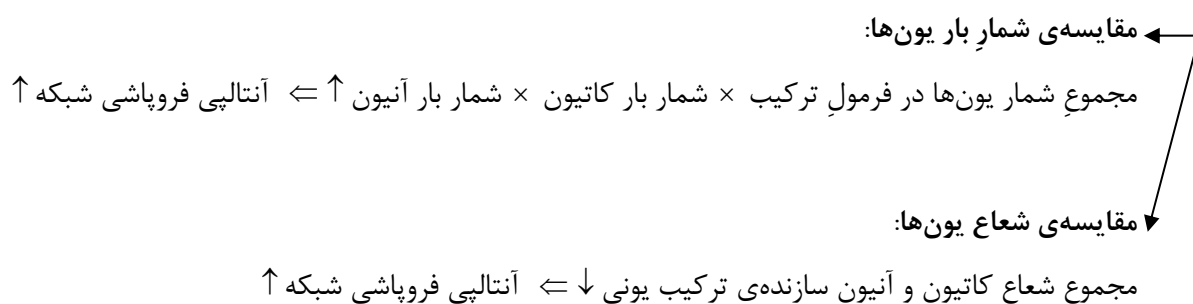 مقایسه‌ی شمارِ بار یون‌ها:
مجموعِ شمار یون‌ها در فرمولِ ترکیب × شمار بار کاتیون × شمار بار آنیون ↑ ⇐ آنتالپی فروپاشی شبکه ↑
مقایسه‌ی شعاع یون‌ها:
مجموع شعاع کاتیون و آنیون سازنده‌ی ترکیب یونی ↓ ⇐ آنتالپی فروپاشی شبکه ↑